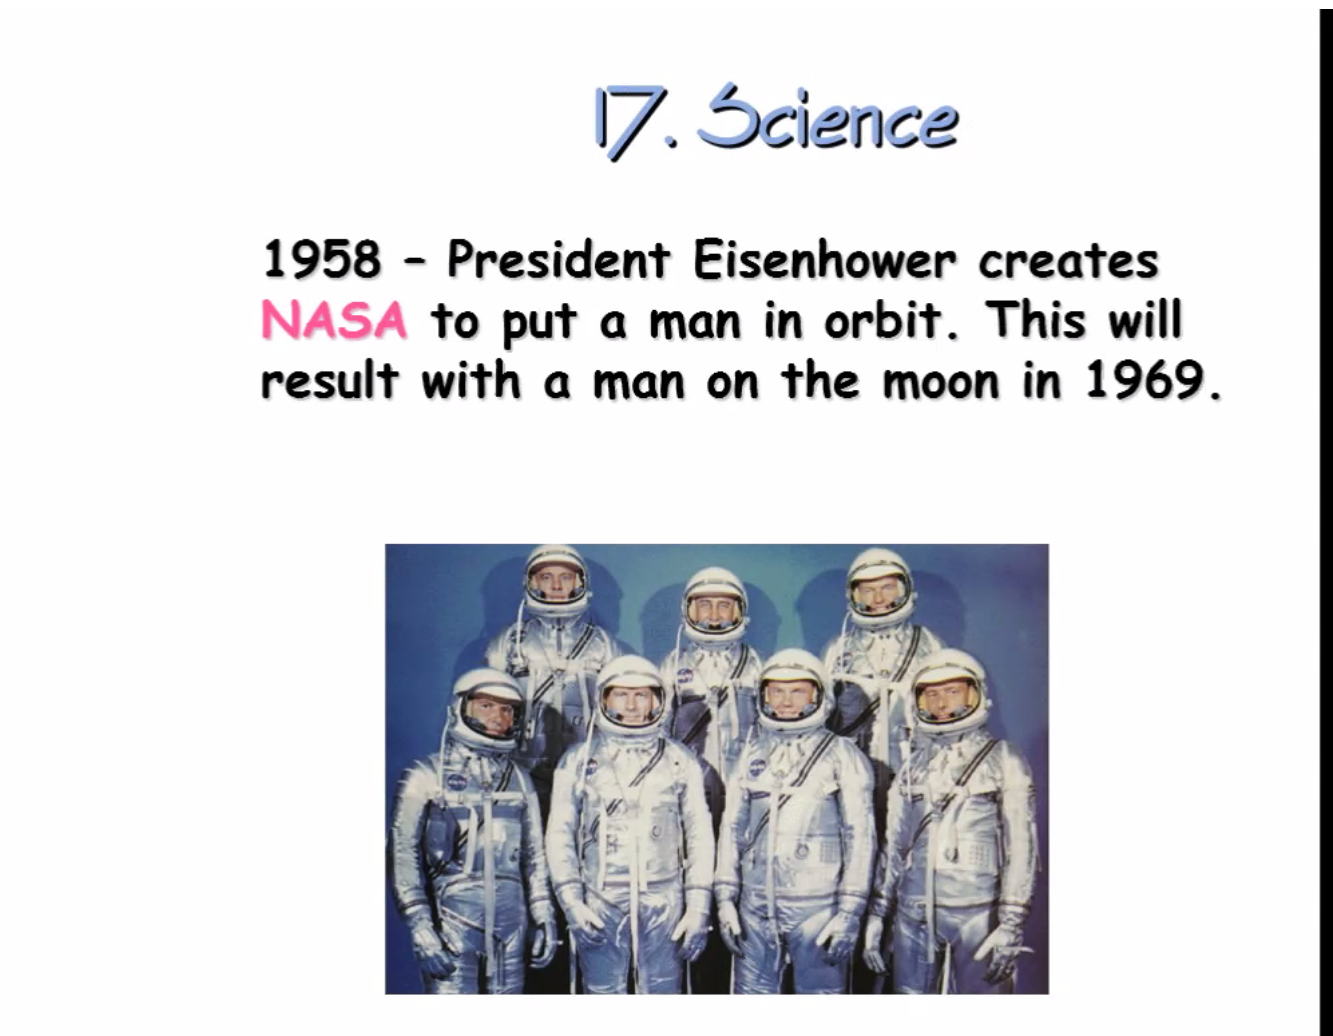 17. Science
1958 – President Eisenhower creates
NASA to put a man in orbit. This will
result with a man on the moon in 1969.